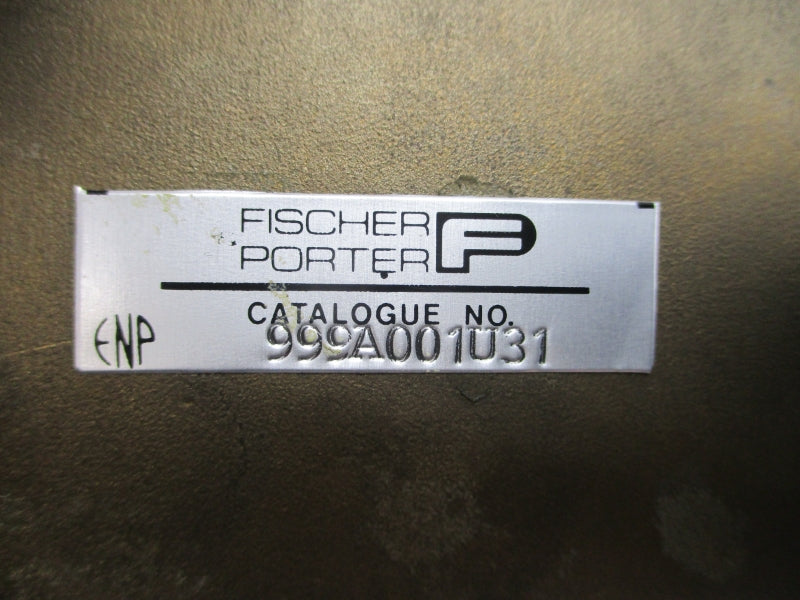 FISCHER
PORTER
CATALOGUE NO.
999A001U31
ENP